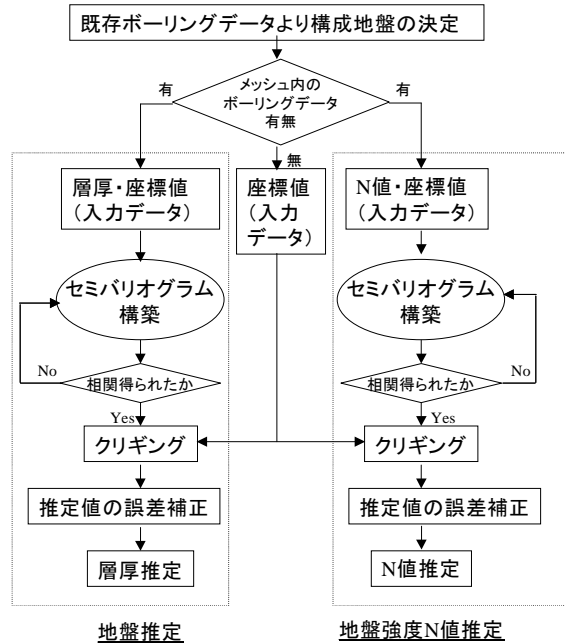 既存ボーリングデータより構成地盤の決定
メッシュ内の
ボーリングデータ
有無
有
有
無
層厚・座標値
(入力データ)
座標値
(入力
データ)
N値・座標値
(入力データ)
セミバリオグラム
構築
セミバリオグラム
構築
No
相関得られたか
相関得られたか
No
Yes
Yes
クリギング
クリギング
推定値の誤差補正
推定値の誤差補正
層厚推定
N値推定
地盤推定
地盤強度N値推定